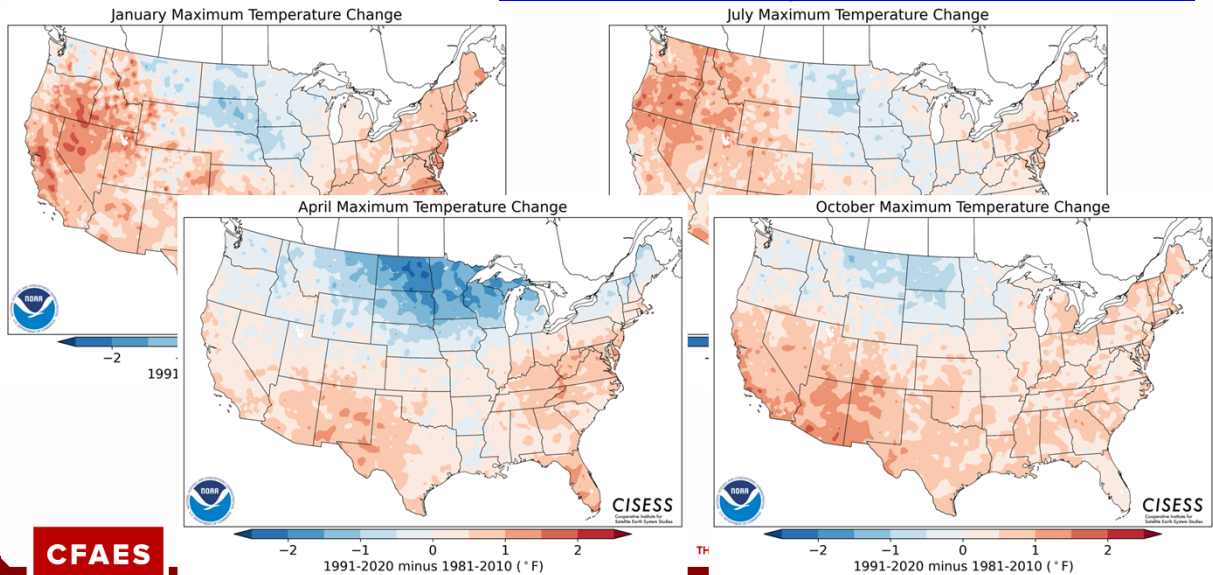 January Maximum Temperature Change
July Maximum Temperature Change
NOAA
−2
1991
April Maximum Temperature Change
NOAA
CISESS
Cooperative Institute for
Satellite Earth System Studies
−2 −1 0 1 2
1991-2020 minus 1981-2010 (°F)
October Maximum Temperature Change
NOAA
CISESS
Cooperative Institute for
Satellite Earth System Studies
−2 −1 0 1 2
1991-2020 minus 1981-2010 (°F)
CFAES
TH